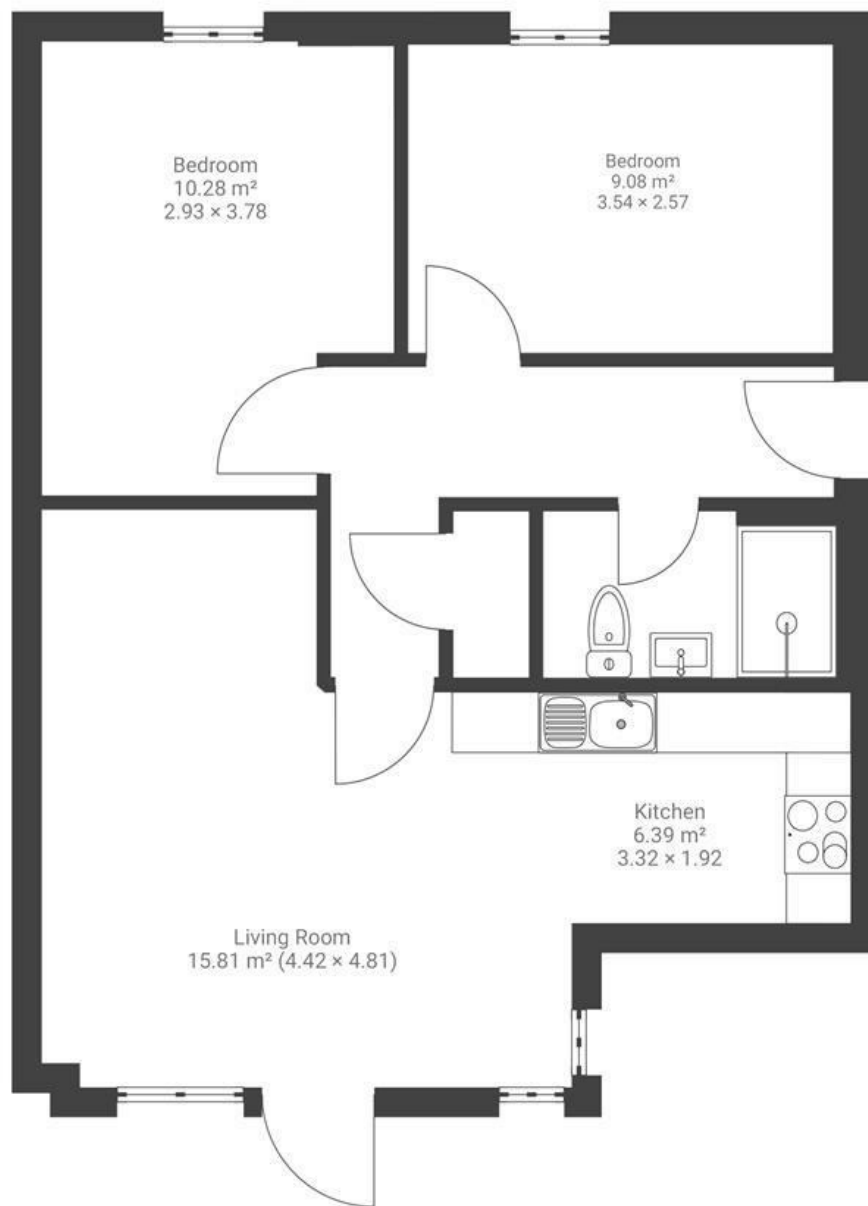 Bedroom
10.28 m²
2.93 × 3.78
Bedroom
9.08 m²
3.54 × 2.57
Kitchen
6.39 m²
3.32 × 1.92
Living Room
15.81 m² (4.42 × 4.81)